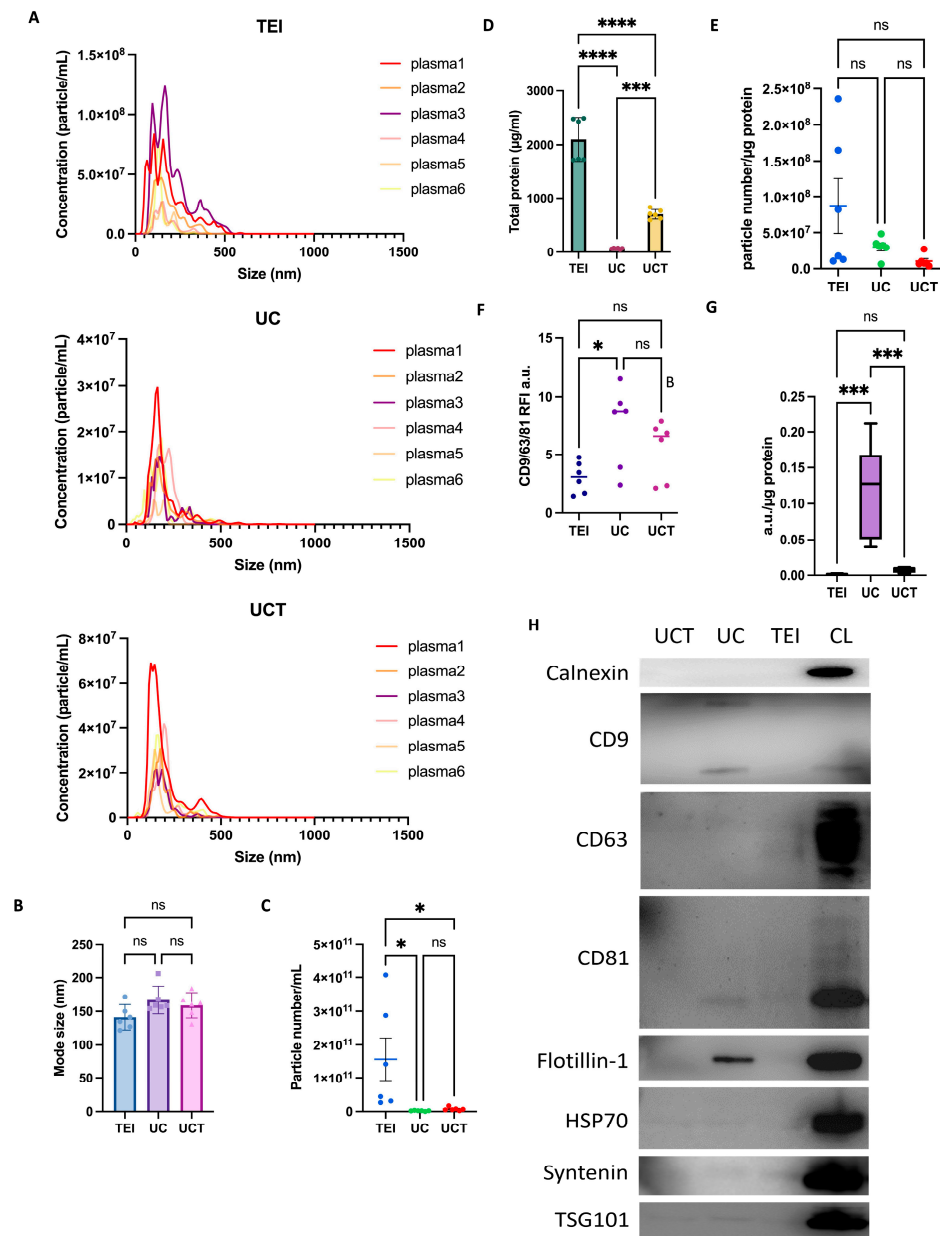 A
TEI
Concentration (particle/mL)
1.5×10⁸
1.0×10⁸
5.0×10⁷
0.0
0
500
1000
1500
Size (nm)
plasma1
plasma2
plasma3
plasma4
plasma5
plasma6
UC
Concentration (particle/mL)
4×10⁷
3×10⁷
2×10⁷
1×10⁷
0
0
500
1000
1500
Size (nm)
plasma1
plasma2
plasma3
plasma4
plasma5
plasma6
UCT
Concentration (particle/mL)
8×10⁷
6×10⁷
4×10⁷
2×10⁷
0
0
500
1000
1500
Size (nm)
plasma1
plasma2
plasma3
plasma4
plasma5
plasma6
B
ns
ns ns
Mode size (nm)
250
200
150
100
50
0
TEI UC UCT
C
*
* ns
Particle number/mL
5×10¹¹
4×10¹¹
3×10¹¹
2×10¹¹
1×10¹¹
0
TEI UC UCT
D
****
****
***
Total protein (µg/ml)
3000
2000
1000
0
TEI UC UCT
E
ns
ns ns
particle number/µg protein
2.5×10⁸
2.0×10⁸
1.5×10⁸
1.0×10⁸
5.0×10⁷
0.0
TEI UC UCT
F
ns
* ns
B
CD9/63/81 RFI a.u.
15
10
5
0
TEI UC UCT
G
ns
***
***
a.u./µg protein
0.25
0.20
0.15
0.10
0.05
0.00
TEI UC UCT
H
UCT UC TEI CL
Calnexin
CD9
CD63
CD81
Flotillin-1
HSP70
Syntenin
TSG101